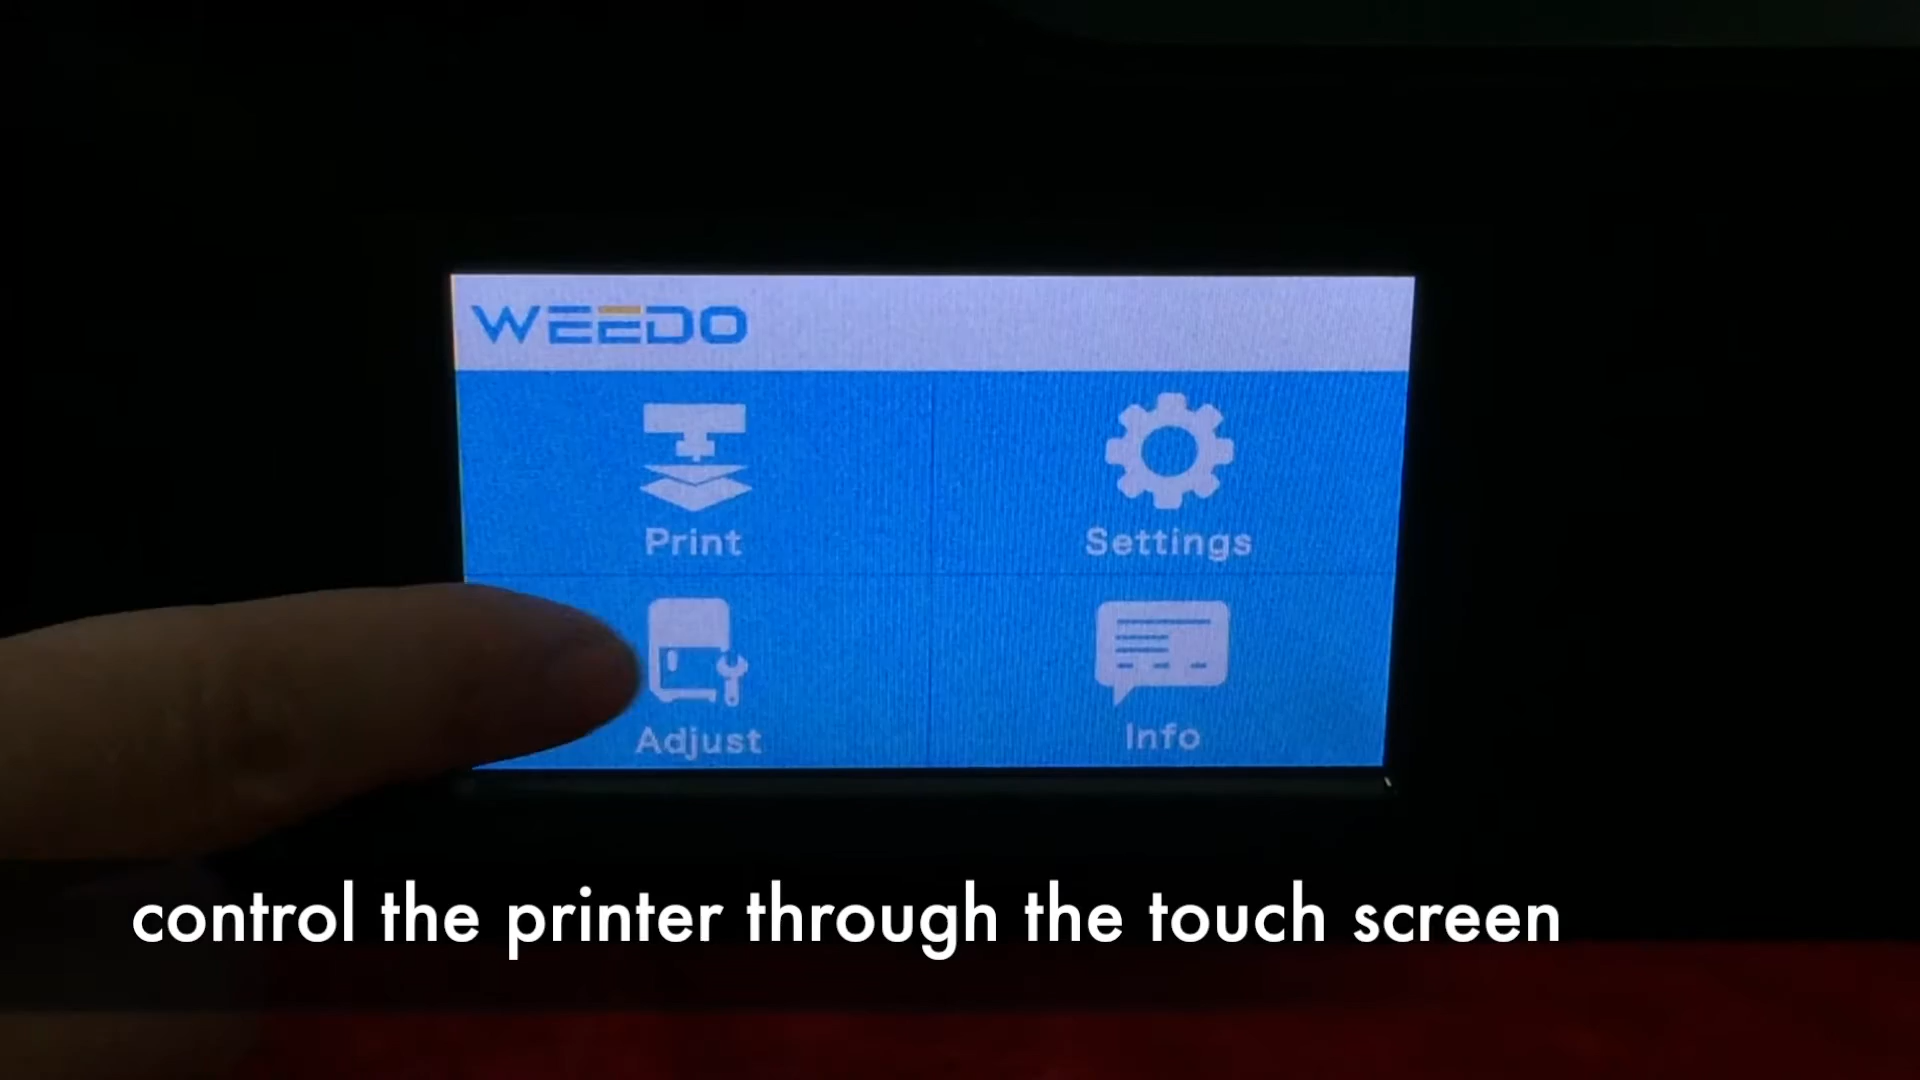 WEEDO
Print
Settings
Adjust
Info
control the printer through the touch screen